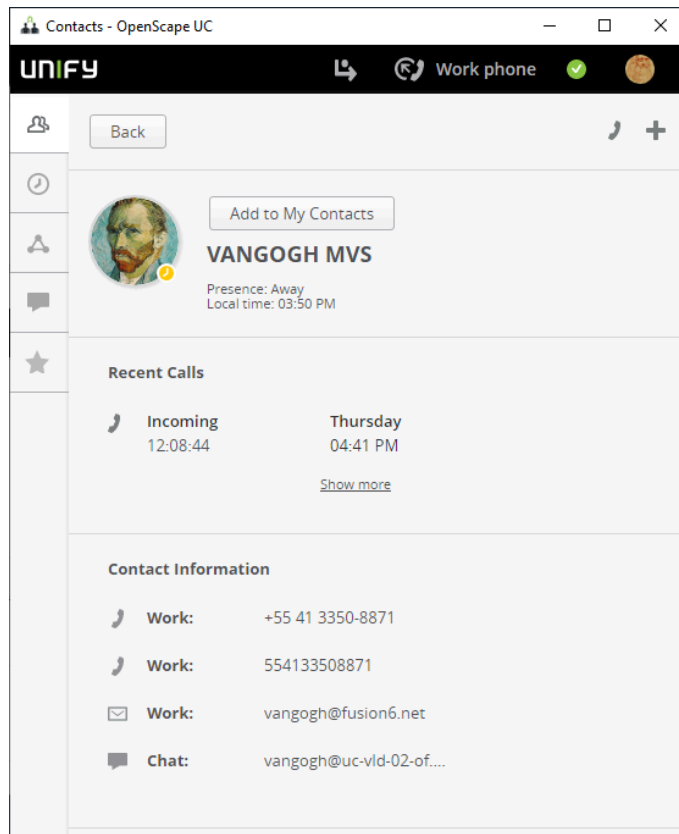 Contacts - OpenScape UC
UNIFY
Work phone
Back
Add to My Contacts
VANGOGH MVS
Presence: Away
Local time: 03:50 PM
Recent Calls
Incoming Thursday
12:08:44 04:41 PM
Show more
Contact Information
Work: +55 41 3350-8871
Work: 554133508871
Work: vangogh@fusion6.net
Chat: vangogh@uc-vld-02-of....